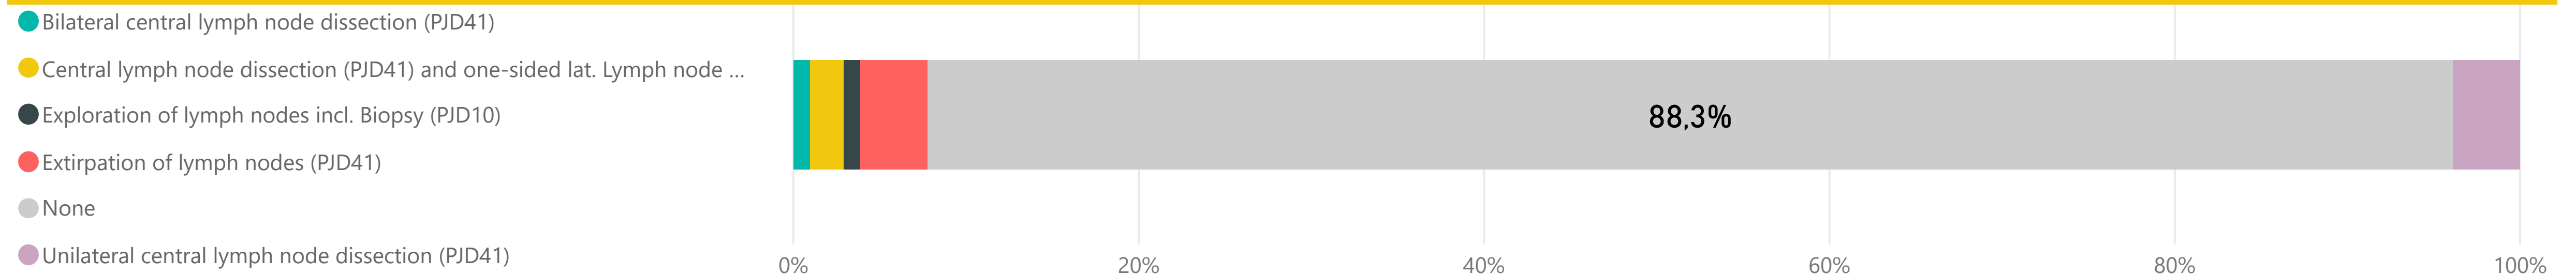 Bilateral central lymph node dissection (PJD41)
Central lymph node dissection (PJD41) and one-sided lat. Lymph node ...
Exploration of lymph nodes incl. Biopsy (PJD10)
Extirpation of lymph nodes (PJD41)
None
Unilateral central lymph node dissection (PJD41)
88,3%
0% 20% 40% 60% 80% 100%